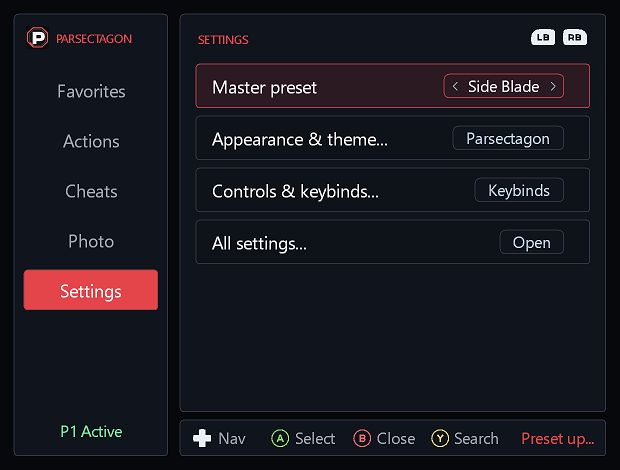 P PARSECTAGON
Favorites
Actions
Cheats
Photo
Settings
P1 Active
SETTINGS
LB RB
Master preset < Side Blade >
Appearance & theme... Parsectagon
Controls & keybinds... Keybinds
All settings... Open
Nav A Select B Close Y Search Preset up...